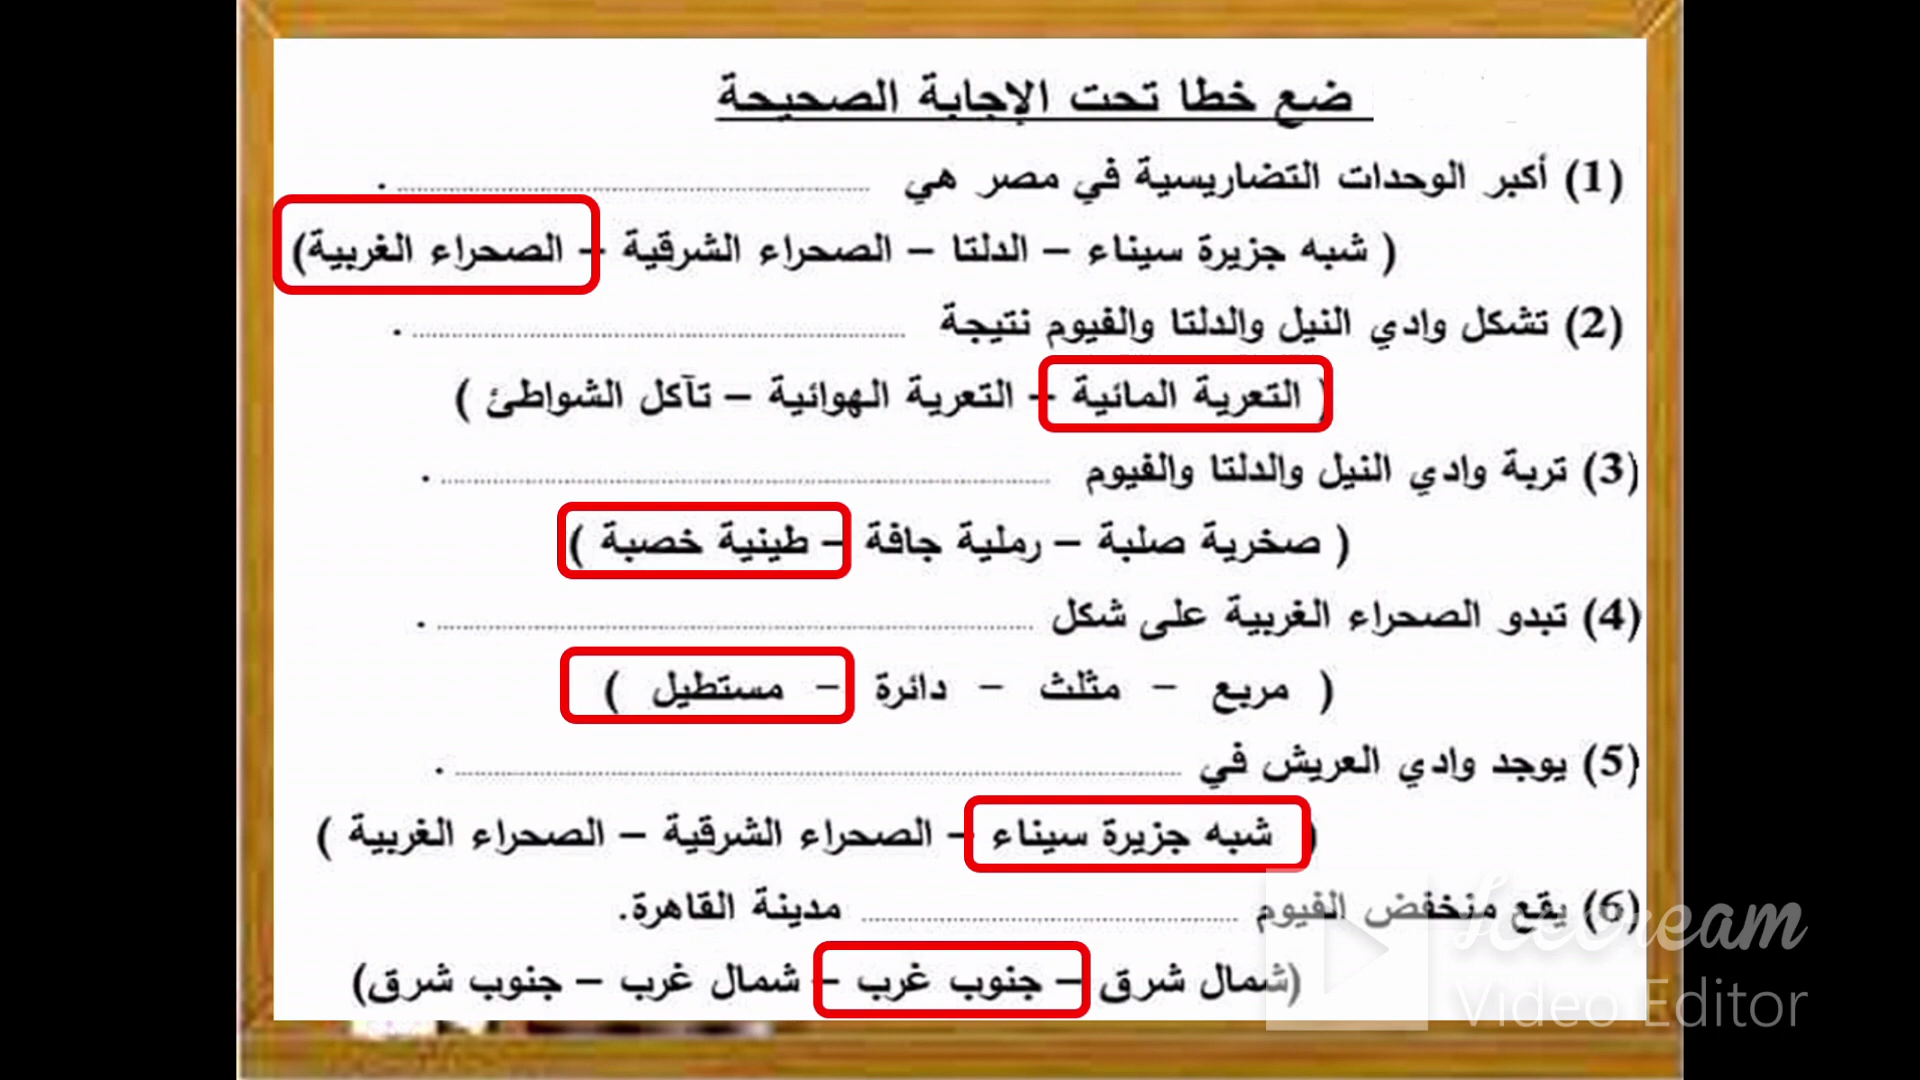 ضع خطا تحت الإجابة الصحيحة
(1) أكبر الوحدات التضاريسية في مصر هي ........................ .
( شبه جزيرة سيناء – الدلتا – الصحراء الشرقية – الصحراء الغربية)
(2) تشكل وادي النيل والدلتا والفيوم نتيجة ........................ .
( التعرية المائية – التعرية الهوائية – تآكل الشواطئ )
(3) تربة وادي النيل والدلتا والفيوم ........................ .
( صخرية صلبة – رملية جافة – طينية خصبة )
(4) تبدو الصحراء الغربية على شكل ........................ .
( مربع – مثلث – دائرة – مستطيل )
(5) يوجد وادي العريش في ........................ .
( شبه جزيرة سيناء – الصحراء الشرقية – الصحراء الغربية )
(6) يقع منخفض الفيوم ........................ مدينة القاهرة.
(شمال شرق – جنوب غرب – شمال غرب – جنوب شرق)
Icecream
Video Editor